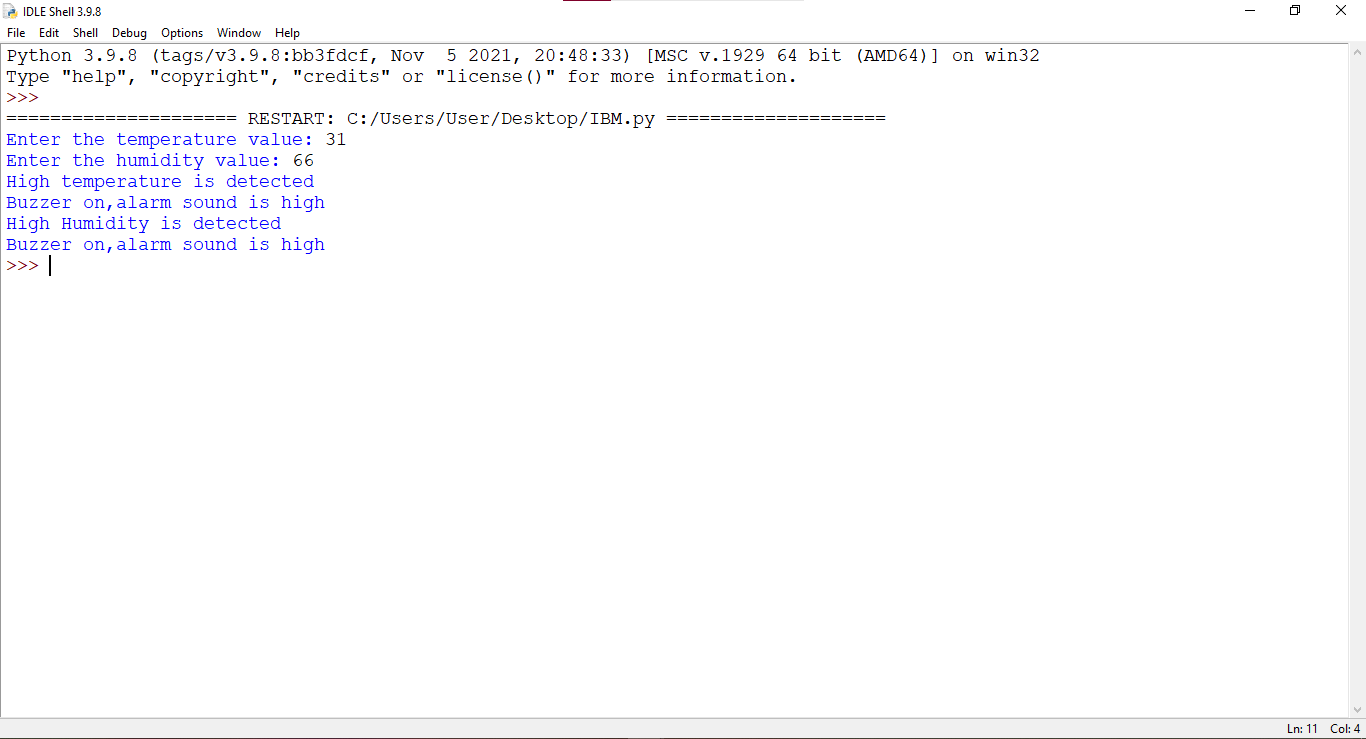 IDLE Shell 3.9.8
File Edit Shell Debug Options Window Help
Python 3.9.8 (tags/v3.9.8:bb3fdcf, Nov  5 2021, 20:48:33) [MSC v.1929 64 bit (AMD64)] on win32
Type "help", "copyright", "credits" or "license()" for more information.
>>>
===================== RESTART: C:/Users/User/Desktop/IBM.py ====================
Enter the temperature value: 31
Enter the humidity value: 66
High temperature is detected
Buzzer on,alarm sound is high
High Humidity is detected
Buzzer on,alarm sound is high
>>>
Ln: 11 Col: 4